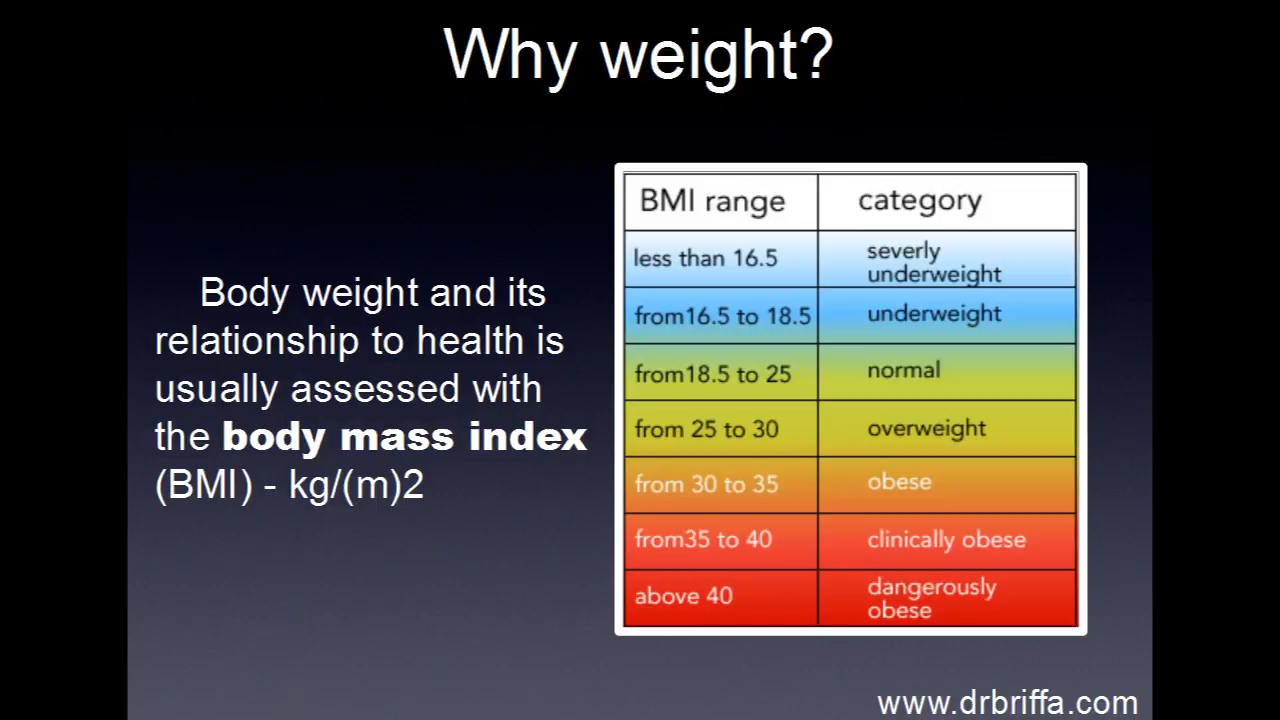 Why weight?
Body weight and its
relationship to health is
usually assessed with
the body mass index
(BMI) - kg/(m)2
BMI range category
less than 16.5 severly
underweight
from16.5 to 18.5 underweight
from18.5 to 25 normal
from 25 to 30 overweight
from 30 to 35 obese
from35 to 40 clinically obese
above 40 dangerously
obese
www.drbriffa.com